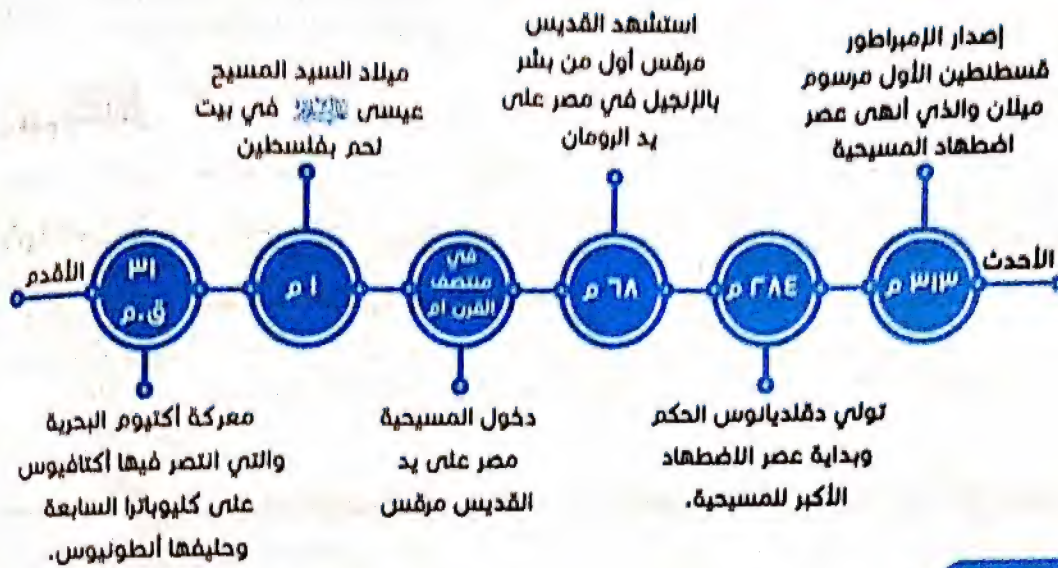 إصدار الإمبراطور
قسطنطين الأول مرسوم
ميلان والذي أنهى عصر
اضطهاد المسيحية
استشهد القديس
مرقس أول من بشر
بالإنجيل في مصر على
يد الرومان
ميلاد السيد المسيح
عيسى في بيت
لحم بفلسطين
الأحدث
٣١٣ م
٢٨٤ م
٦٨ م
في
منتصف
القرن ١م
١ م
٣١
ق.م
الأقدم
تولي دقلديانوس الحكم
وبداية عصر الاضطهاد
الأكبر للمسيحية.
دخول المسيحية
مصر على يد
القديس مرقس
معركة أكتيوم البحرية
والتي انتصر فيها أكتافيوس
على كليوباترا السابعة
وحليفها أنطونيوس.